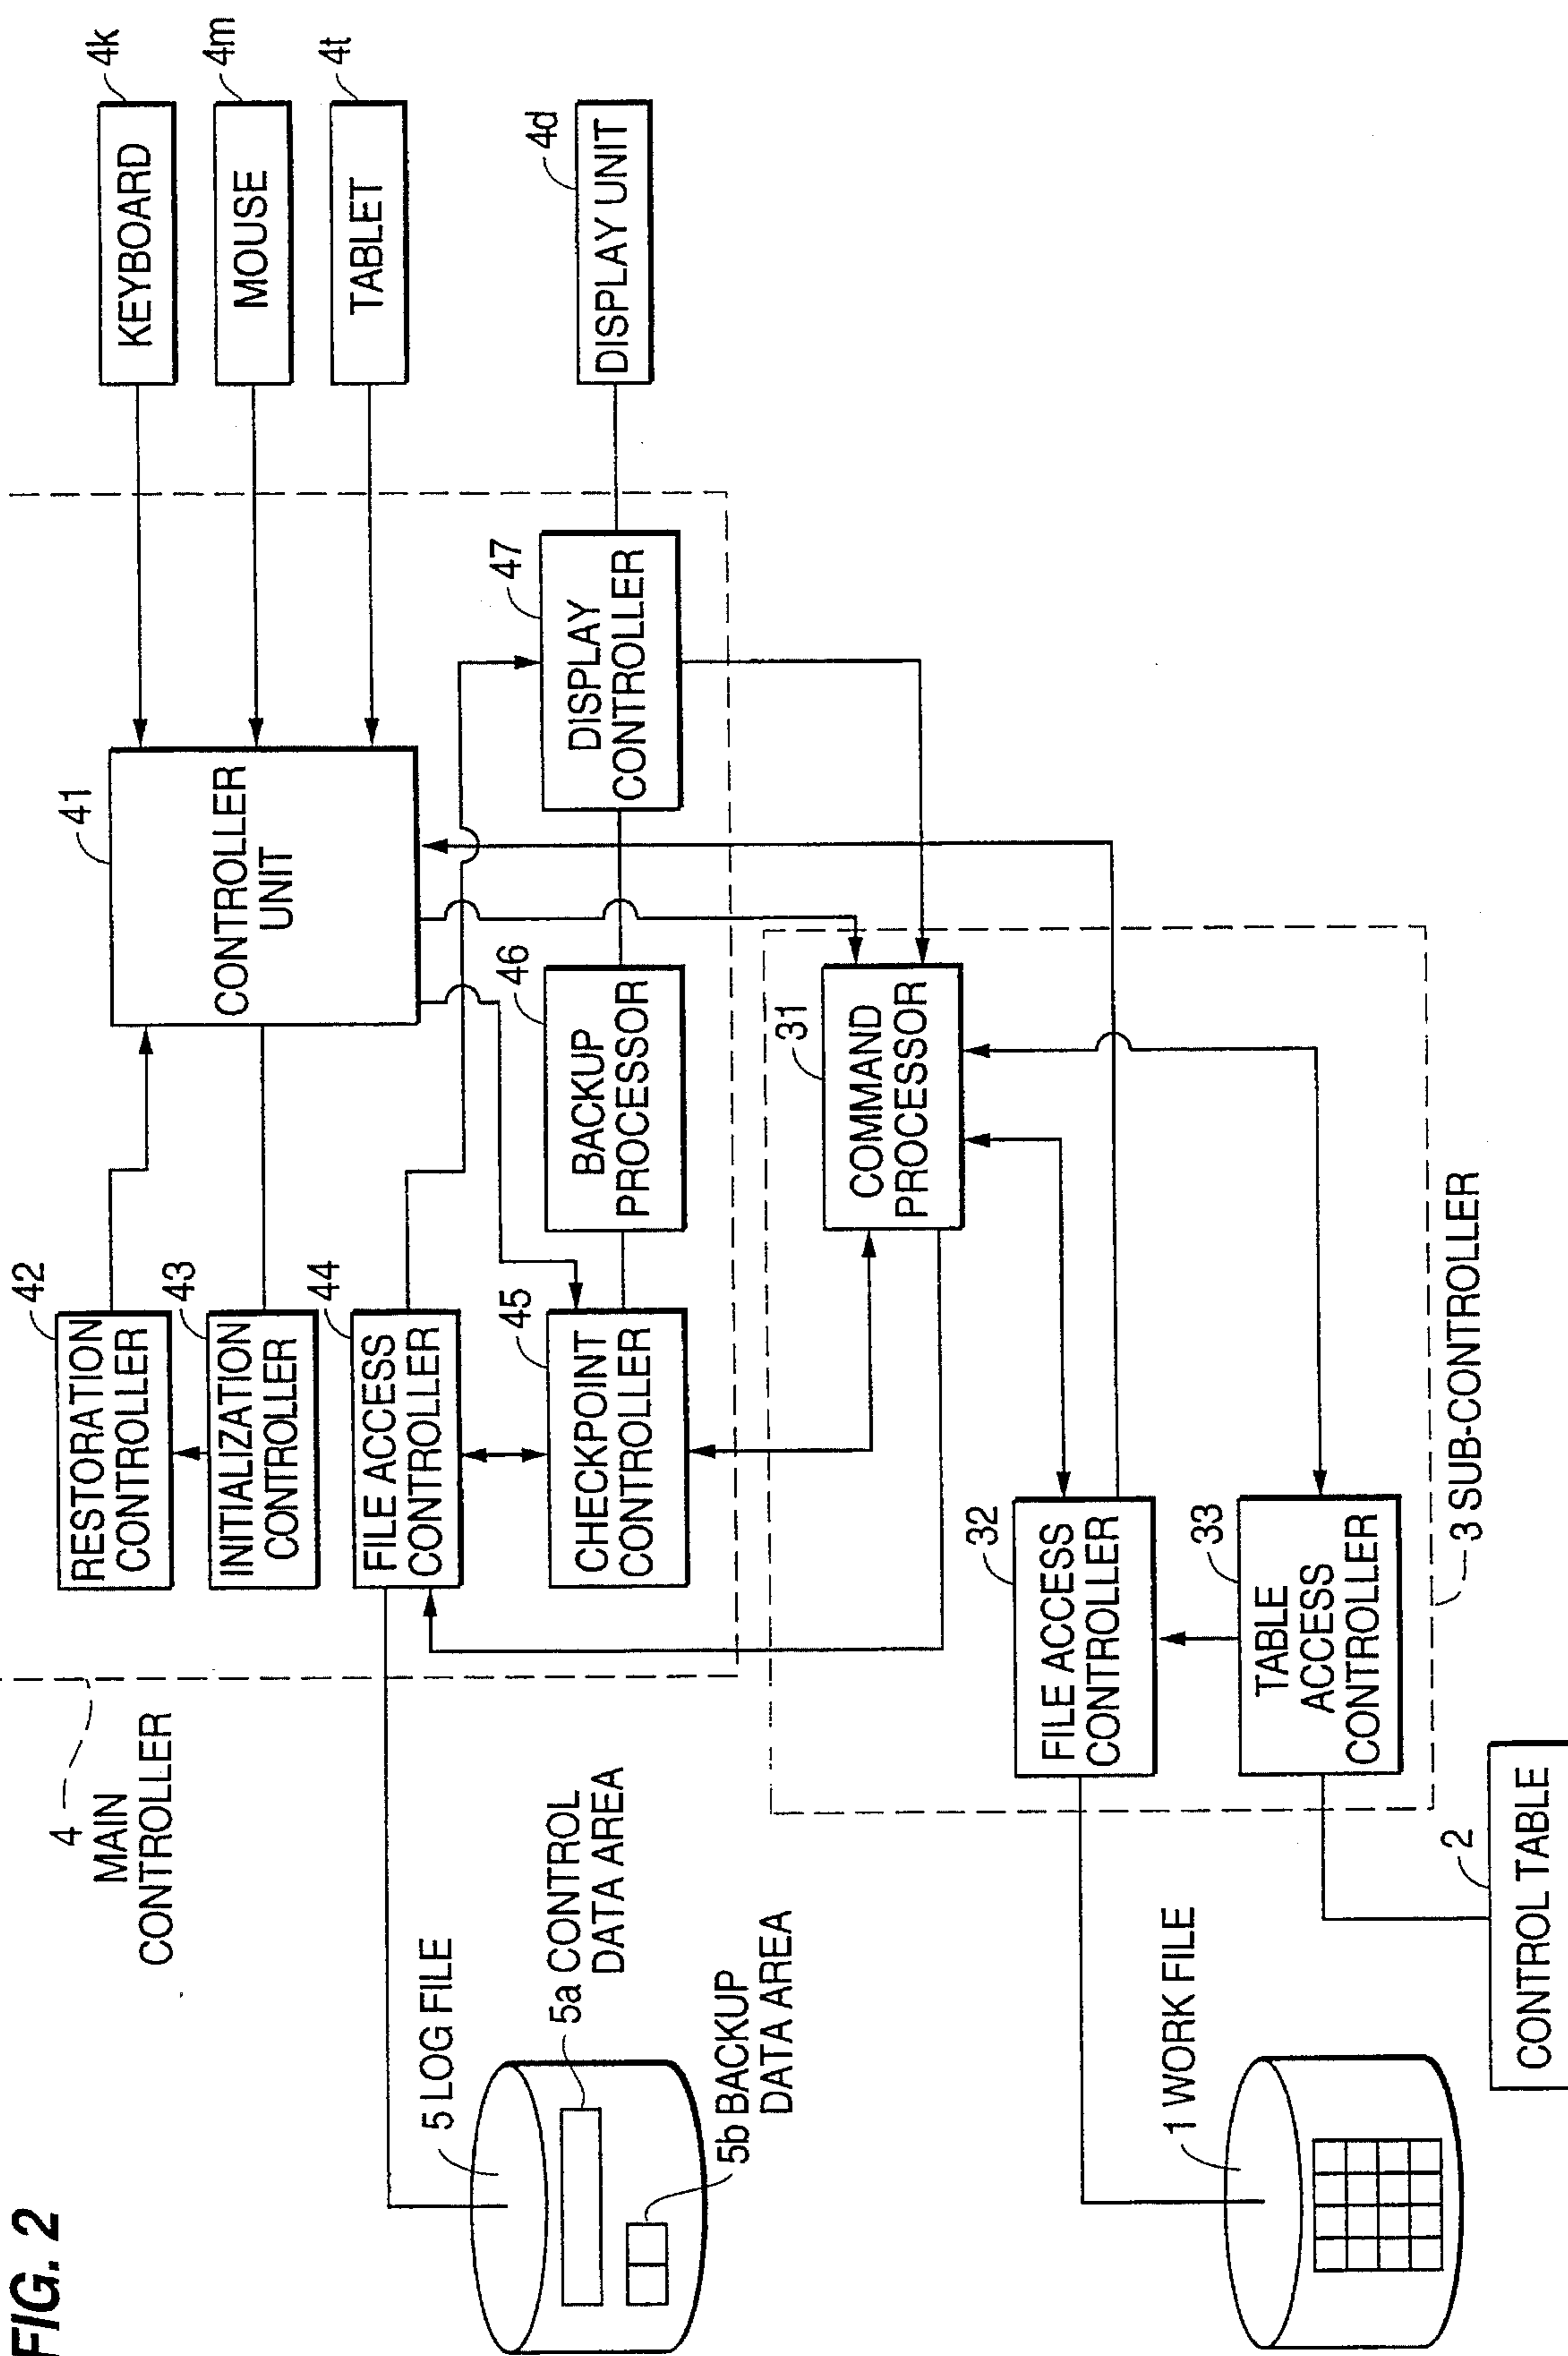 FIG. 2
4
MAIN
CONTROLLER
42
RESTORATION
CONTROLLER
43
INITIALIZATION
CONTROLLER
44
FILE ACCESS
CONTROLLER
45
CHECKPOINT
CONTROLLER
41
CONTROLLER
UNIT
46
BACKUP
PROCESSOR
47
DISPLAY
CONTROLLER
4k
KEYBOARD
4m
MOUSE
4t
TABLET
4d
DISPLAY UNIT
5 LOG FILE
5a CONTROL
DATA AREA
5b BACKUP
DATA AREA
31
COMMAND
PROCESSOR
32
FILE ACCESS
CONTROLLER
33
TABLE
ACCESS
CONTROLLER
3 SUB-CONTROLLER
1 WORK FILE
2
CONTROL TABLE